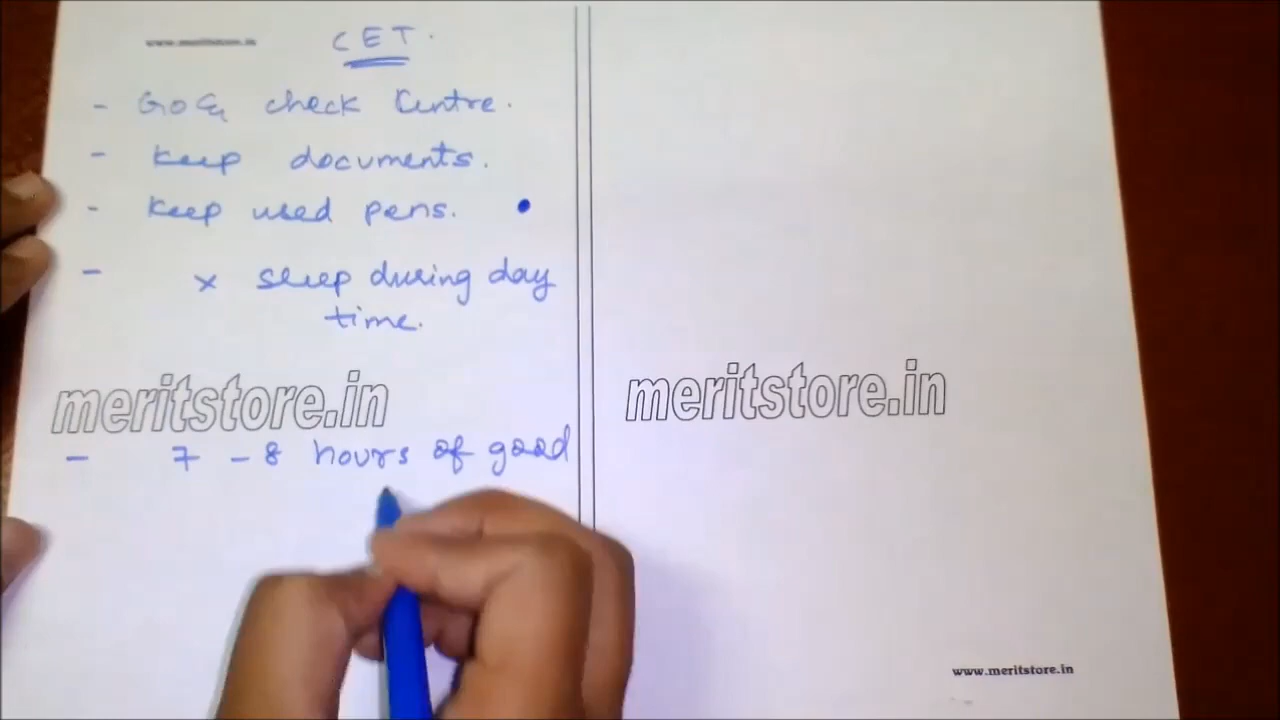 www.meritstore.in
CET.
- Go & check Centre.
- keep documents.
- keep used pens.
- x sleep during day
time.
meritstore.in
- 7 - 8 hours of good
meritstore.in
www.meritstore.in